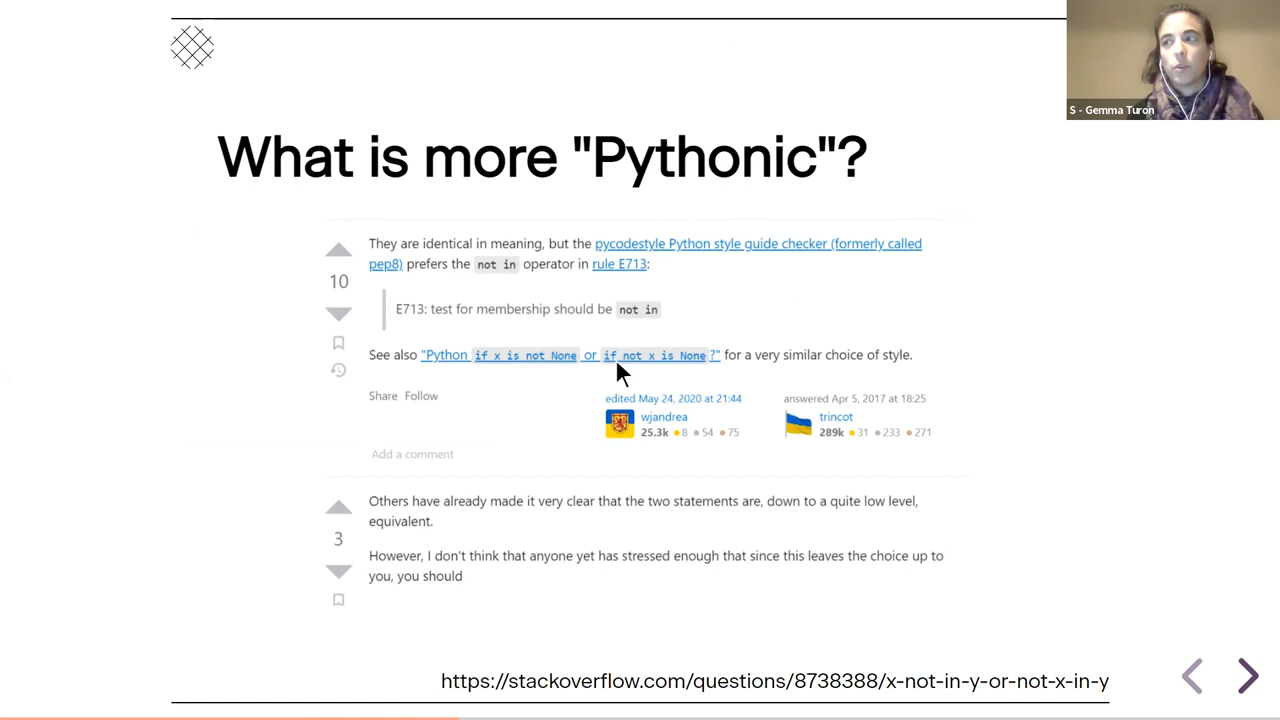 S - Gemma Turon
What is more "Pythonic"?
They are identical in meaning, but the pycodestyle Python style guide checker (formerly called
10
pep8) prefers the not in operator in rule E713:
E713: test for membership should be not in
See also "Python if x is not None or if not x is None ?" for a very similar choice of style.
Share Follow
edited May 24, 2020 at 21:44
wjandrea
25.3k 8 54 75
answered Apr 5, 2017 at 18:25
trincot
289k 31 233 271
Add a comment
Others have already made it very clear that the two statements are, down to a quite low level,
equivalent.
3
However, I don't think that anyone yet has stressed enough that since this leaves the choice up to
you, you should
https://stackoverflow.com/questions/8738388/x-not-in-y-or-not-x-in-y